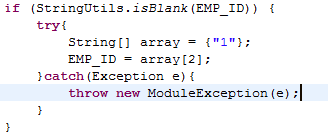 if (StringUtils.isBlank(EMP_ID)) {
try{
String[] array = {"1"};
EMP_ID = array[2];
}catch(Exception e){
throw new ModuleException(e);
}
}